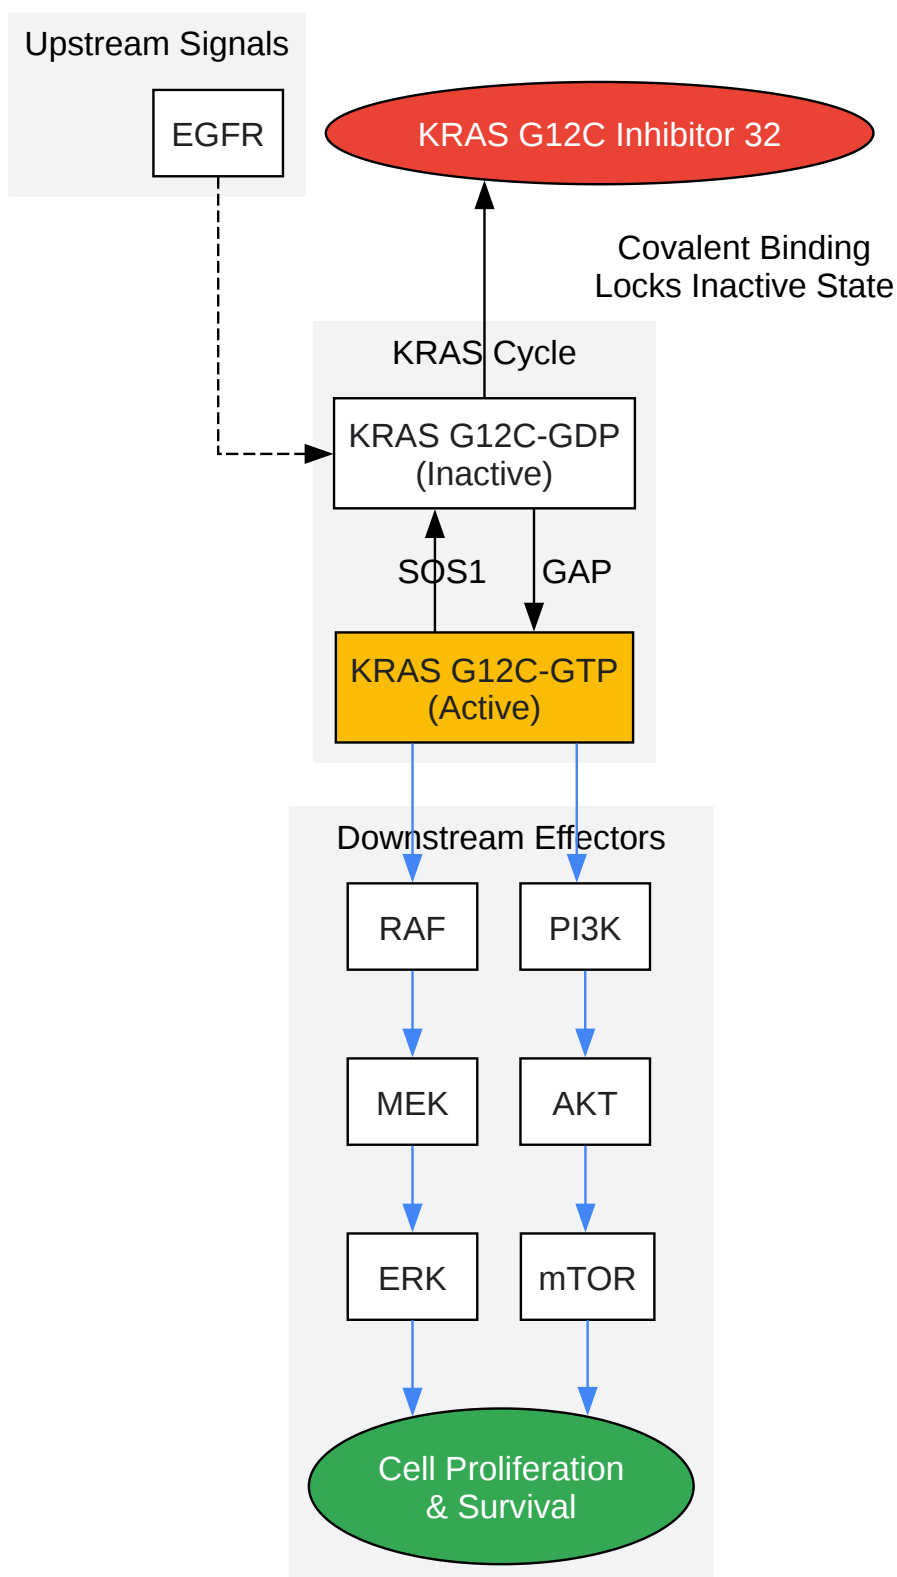 Upstream Signals
EGFR
KRAS G12C Inhibitor 32
Covalent Binding
Locks Inactive State
KRAS Cycle
KRAS G12C-GDP
(Inactive)
SOS1
GAP
KRAS G12C-GTP
(Active)
Downstream Effectors
RAF
PI3K
MEK
AKT
ERK
mTOR
Cell Proliferation
& Survival